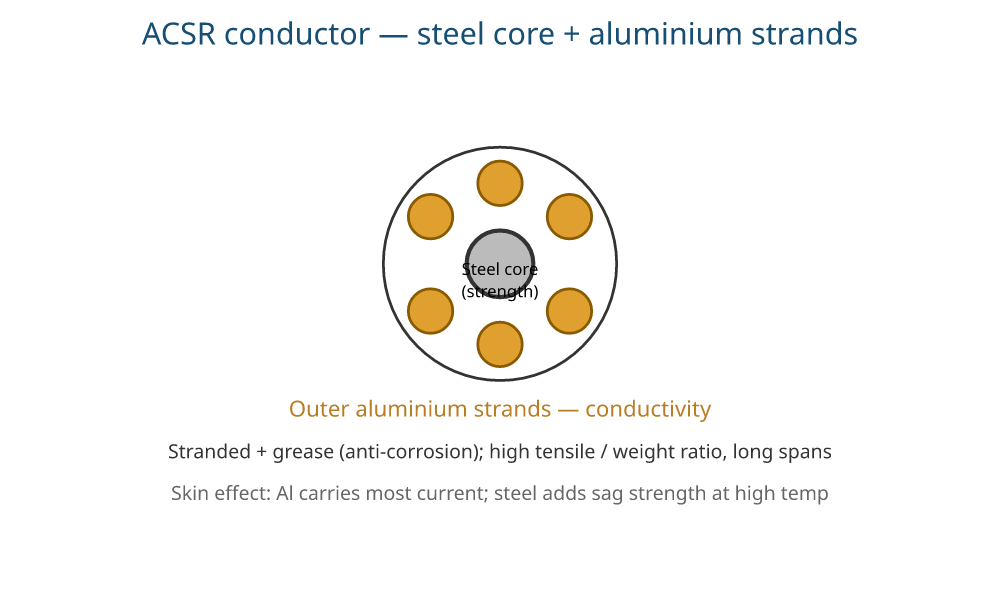 ACSR conductor — steel core + aluminium strands
Steel core
(strength)
Outer aluminium strands — conductivity
Stranded + grease (anti-corrosion); high tensile / weight ratio, long spans
Skin effect: Al carries most current; steel adds sag strength at high temp